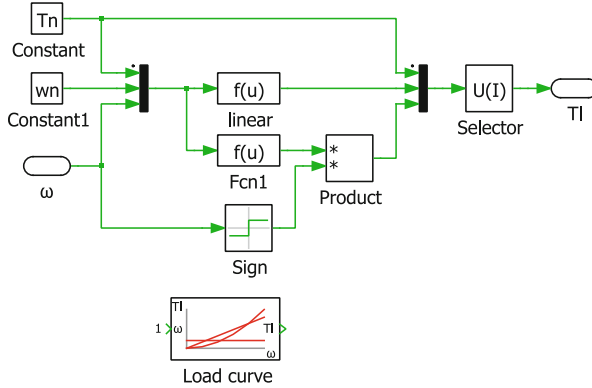 Tn
Constant
wn
Constant1
ω
f(u)
linear
f(u)
Fcn1
*
*
Product
Sign
U(I)
Selector
Tl
Tl
1
ω
Tl
ω
Load curve